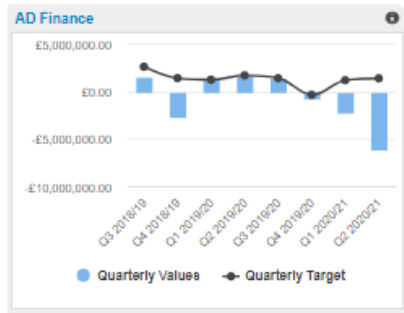 AD Finance
£5,000,000.00
£0.00
-£5,000,000.00
-£10,000,000.00
Q3 2018/19
Q4 2018/19
Q1 2019/20
Q2 2019/20
Q3 2019/20
Q4 2019/20
Q1 2020/21
Q2 2020/21
Quarterly Values
Quarterly Target